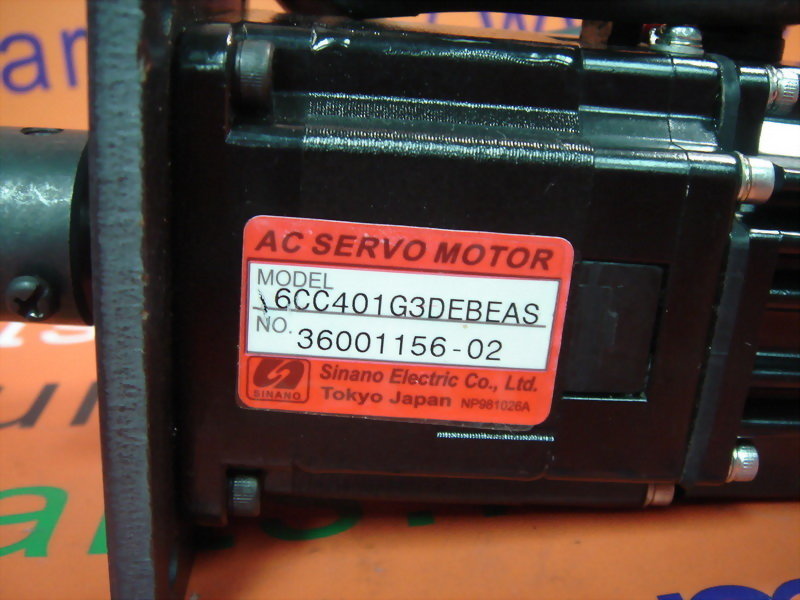 AC SERVO MOTOR
MODEL
6CC401G3DEBEAS
NO.
36001156-02
SINANO
Sinano Electric Co., Ltd.
Tokyo Japan NP981026A